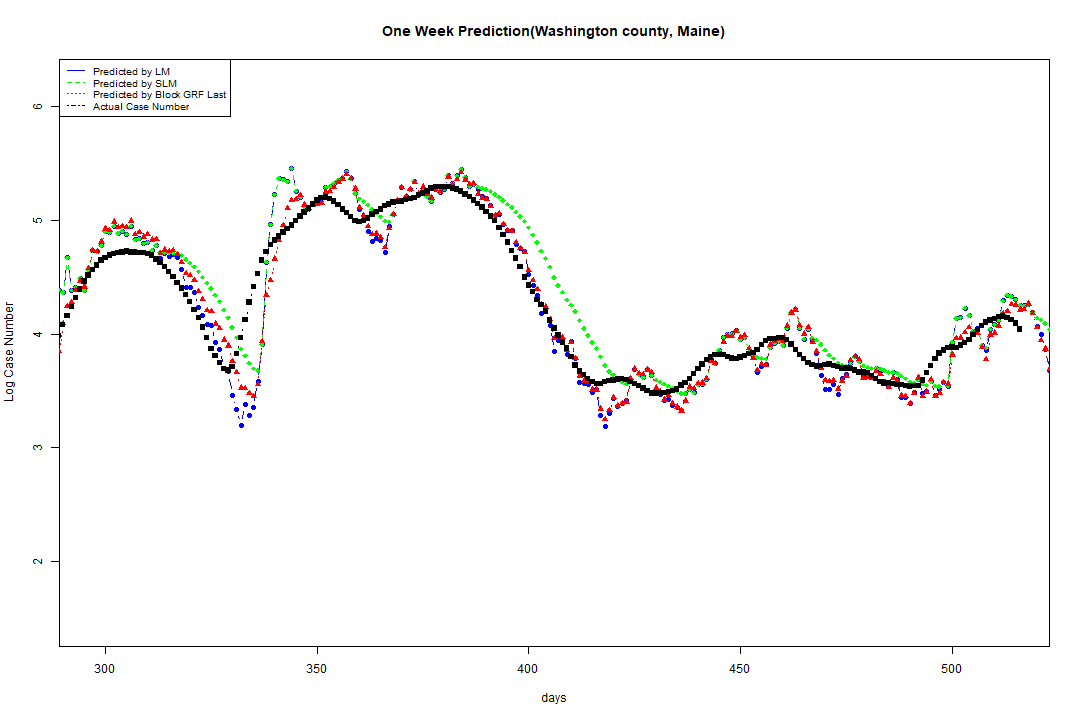 One Week Prediction(Washington county, Maine)
Predicted by LM
Predicted by SLM
Predicted by Block GRF Last
Actual Case Number
6
5
4
3
2
Log Case Number
300 350 400 450 500
days